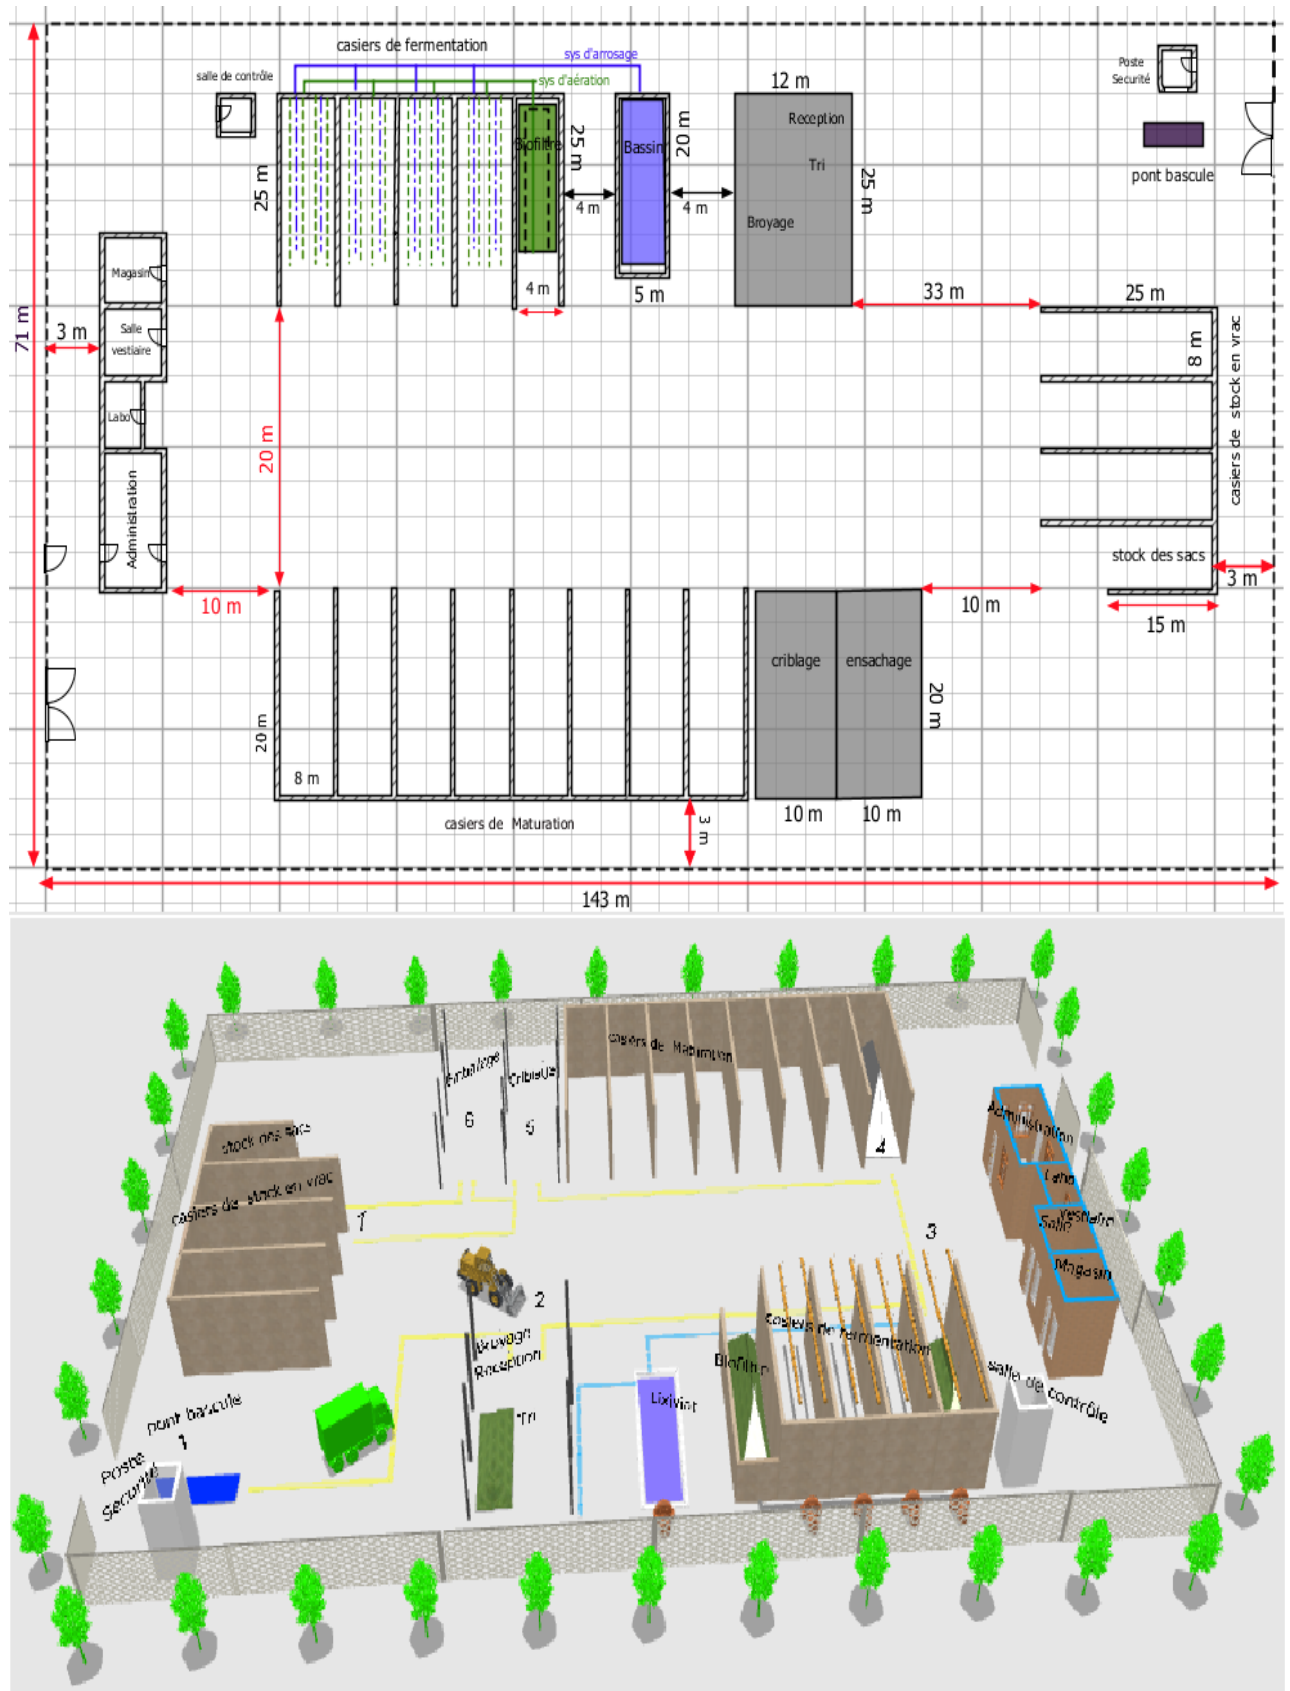 casiers de fermentation
sys d'arrosage
sys d'aération
salle de contrôle
12 m
Poste
Securité
Reception
Tri
Broyage
Biofiltre
Bassin
25 m
25 m
20 m
25 m
4 m
4 m
pont bascule
4 m
5 m
33 m
25 m
Magasin
Salle
vestiaire
Labo
Administration
3 m
71 m
20 m
8 m
casiers de stock en vrac
stock des sacs
3 m
15 m
10 m
10 m
criblage
ensachage
20 m
20 m
8 m
10 m
10 m
casiers de Maturation
3 m
143 m
Emballage
Criblage
casiers de Maturation
6
5
4
stock des sacs
casiers de stock en vrac
7
Administration
Labo
Salle
vestiaire
Magasin
3
2
Broyage
Reception
Tri
casiers de fermentation
Biofiltre
Lixiviat
salle de contrôle
pont bascule
1
Poste
Securité